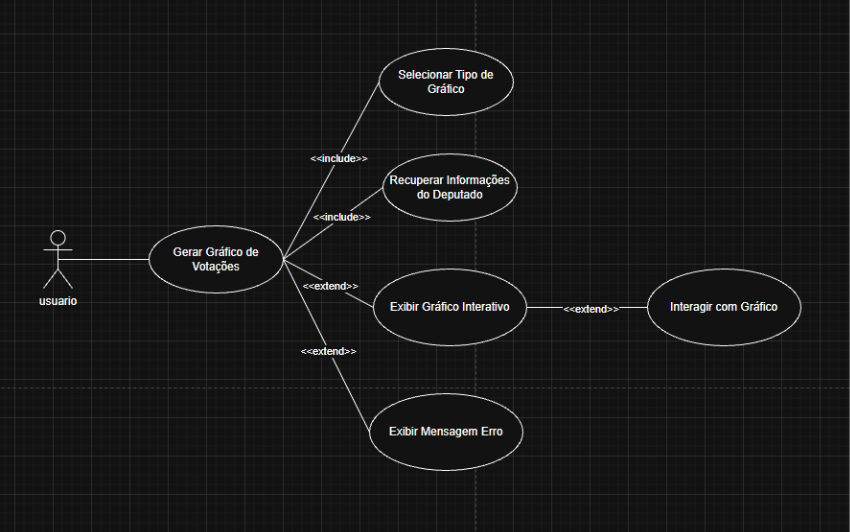 Selecionar Tipo de
Gráfico
<<include>>
Recuperar Informações
do Deputado
<<include>>
Gerar Gráfico de
Votações
usuario
<<extend>>
Exibir Gráfico Interativo
<<extend>>
Interagir com Gráfico
<<extend>>
Exibir Mensagem Erro